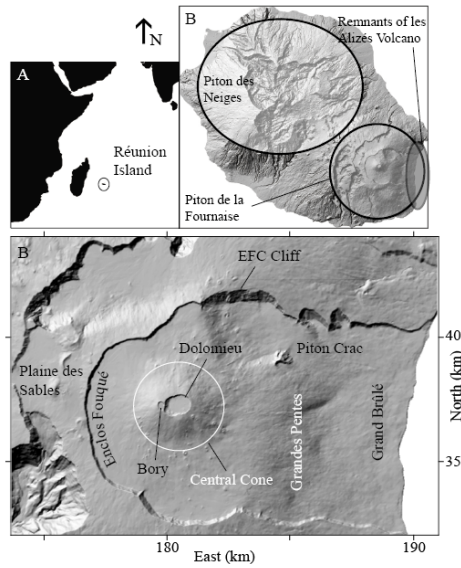 N
A
Réunion
Island
B
Remnants of les
Alizés Volcano
Piton des
Neiges
Piton de la
Fournaise
B
EFC Cliff
Dolomieu
Piton Crac
Plaine des
Sables
Enclos Fouqué
Bory
Central Cone
Grandes Pentes
Grand Brûlé
40
35
North (km)
180
190
East (km)